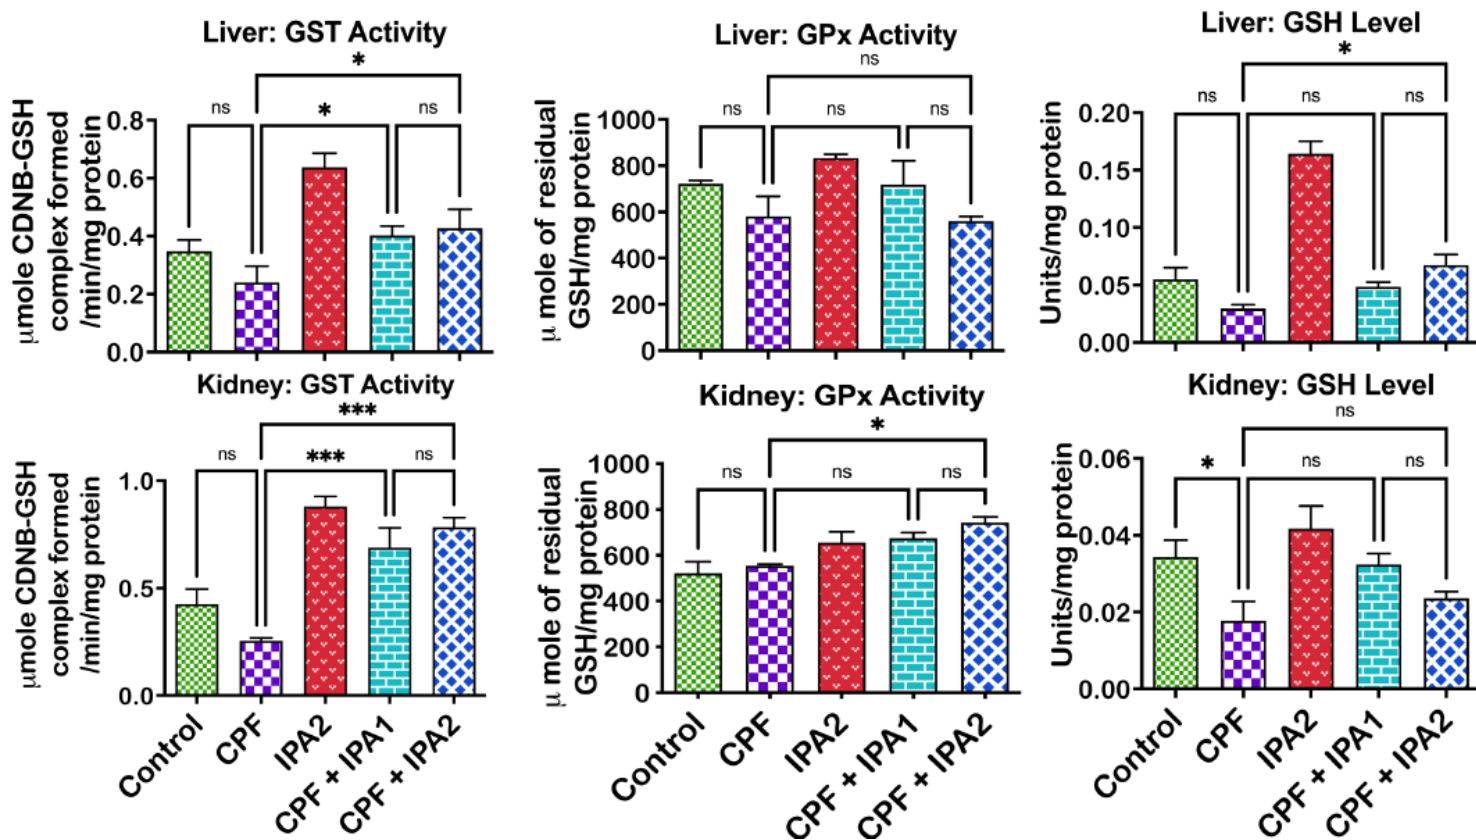 Liver: GST Activity
*
ns
*
ns
μmole CDNB-GSH
complex formed
/min/mg protein
0.8
0.6
0.4
0.2
0.0
Liver: GPx Activity
ns
ns
ns
ns
μ mole of residual
GSH/mg protein
1000
800
600
400
200
0
Liver: GSH Level
*
ns
ns
ns
Units/mg protein
0.20
0.15
0.10
0.05
0.00
Kidney: GST Activity
***
ns
***
ns
μmole CDNB-GSH
complex formed
/min/mg protein
1.0
0.5
0.0
Control
CPF
IPA2
CPF + IPA1
CPF + IPA2
Kidney: GPx Activity
*
ns
ns
ns
μ mole of residual
GSH/mg protein
1000
800
600
400
200
0
Control
CPF
IPA2
CPF + IPA1
CPF + IPA2
Kidney: GSH Level
ns
*
ns
ns
Units/mg protein
0.06
0.04
0.02
0.00
Control
CPF
IPA2
CPF + IPA1
CPF + IPA2